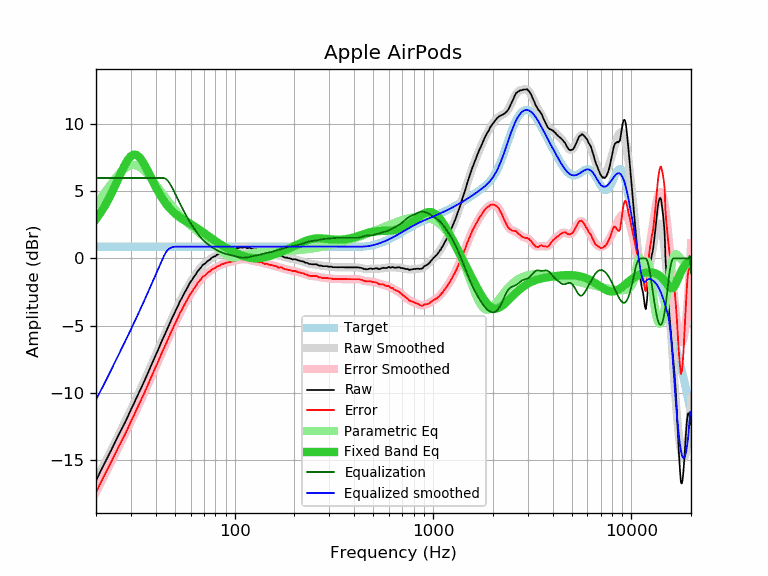 Apple AirPods
Amplitude (dBr)
10
5
0
−5
−10
−15
Target
Raw Smoothed
Error Smoothed
Raw
Error
Parametric Eq
Fixed Band Eq
Equalization
Equalized smoothed
100 1000 10000
Frequency (Hz)